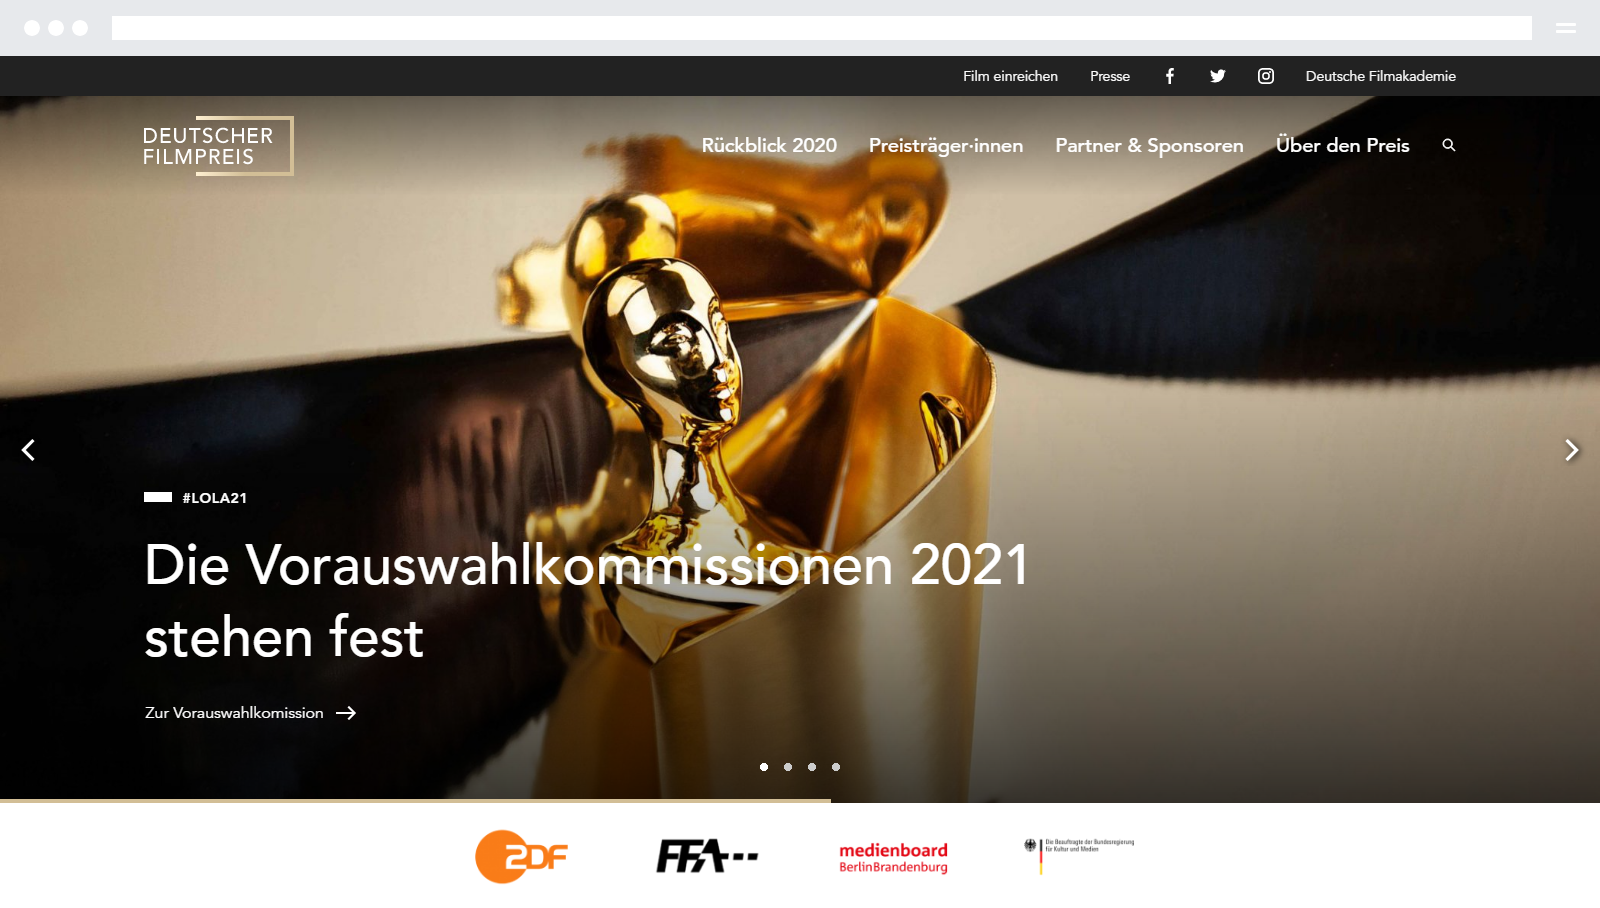 Film einreichen
Presse
Deutsche Filmakademie
DEUTSCHER
FILMPREIS
Rückblick 2020
Preisträger·innen
Partner & Sponsoren
Über den Preis
#LOLA21
Die Vorauswahlkommissionen 2021
stehen fest
Zur Vorauswahlkomission
ZDF
FFA
medienboard
BerlinBrandenburg
Die Beauftragte der Bundesregierung
für Kultur und Medien